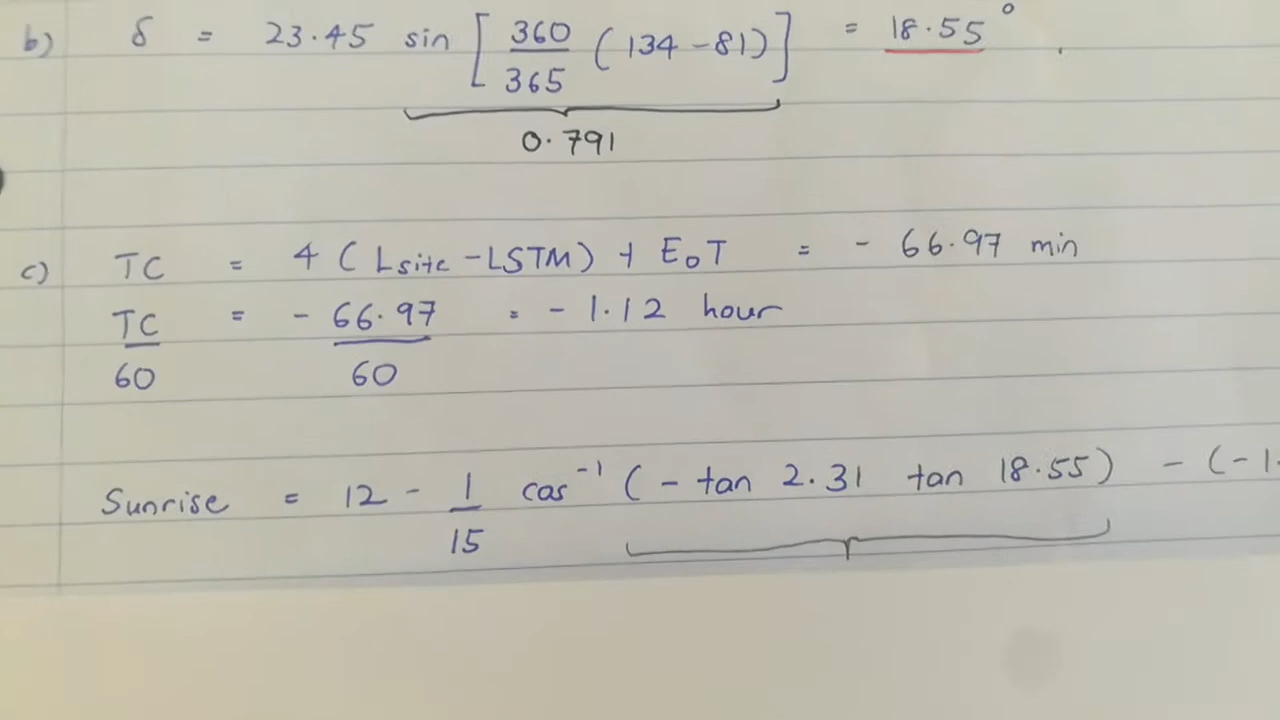 b) δ = 23.45 sin [ 360/365 (134 - 81) ] = 18.55°
0.791
c) TC = 4 ( Lsite - LSTM ) + EoT = - 66.97 min
TC/60 = - 66.97/60 = - 1.12 hour
Sunrise = 12 - 1/15 cos⁻¹ ( - tan 2.31 tan 18.55 ) - (-1.